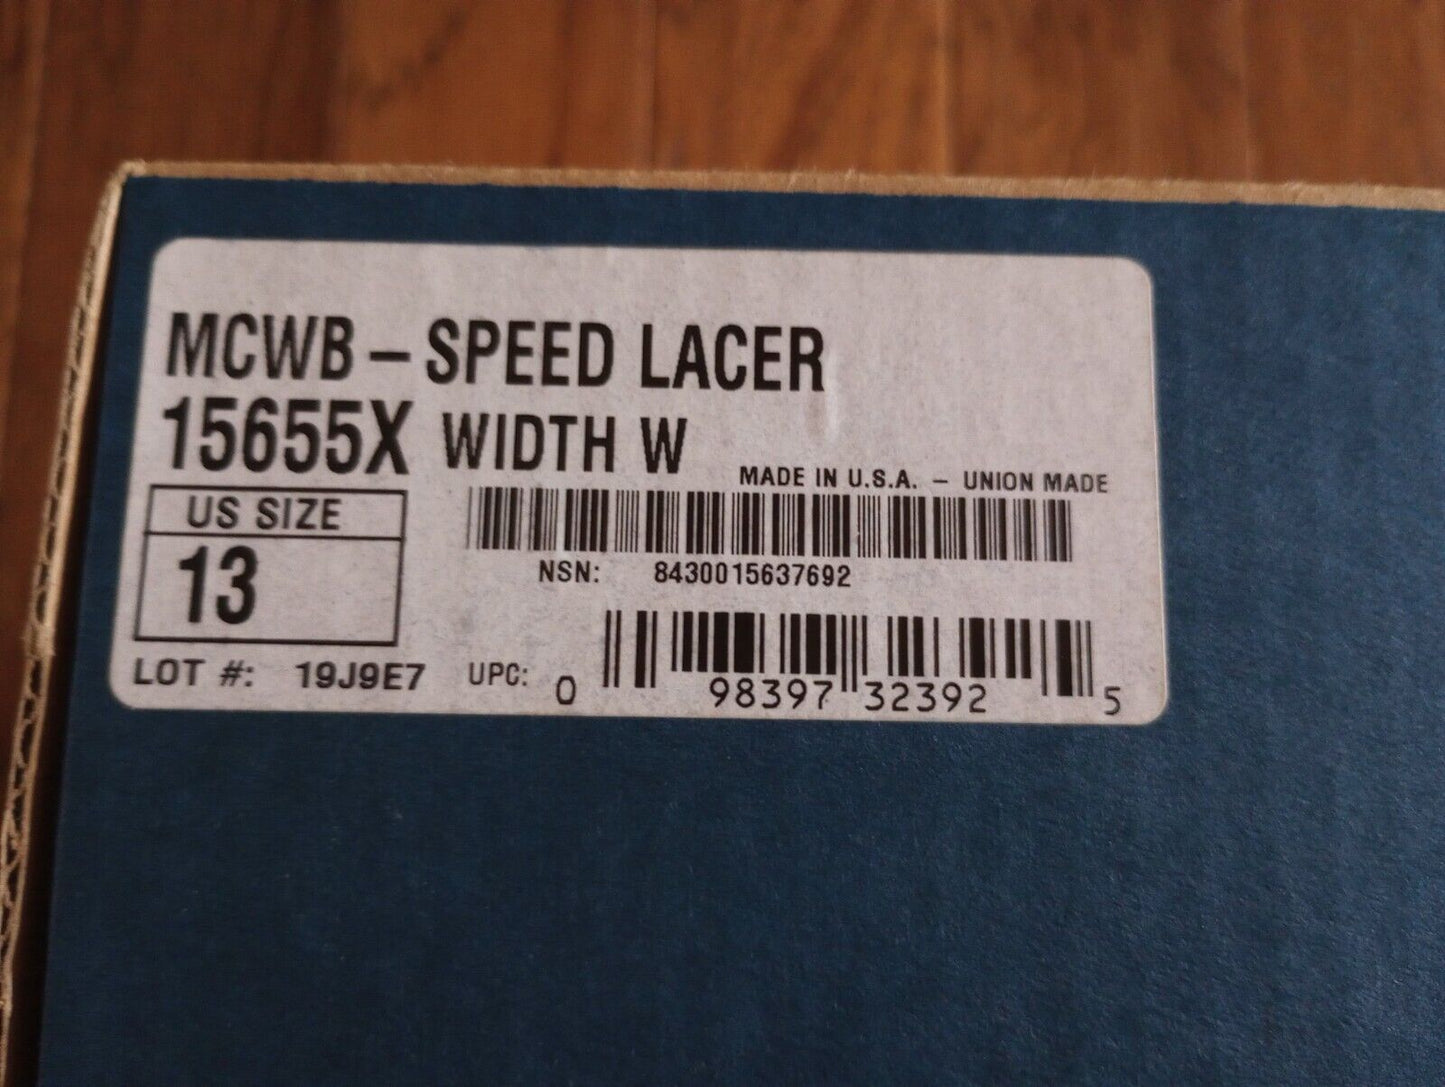 MCWB – SPEED LACER
15655X WIDTH W
MADE IN U.S.A. – UNION MADE
US SIZE
13
NSN: 8430015637692
LOT #: 19J9E7 UPC: 0 98397 32392 5